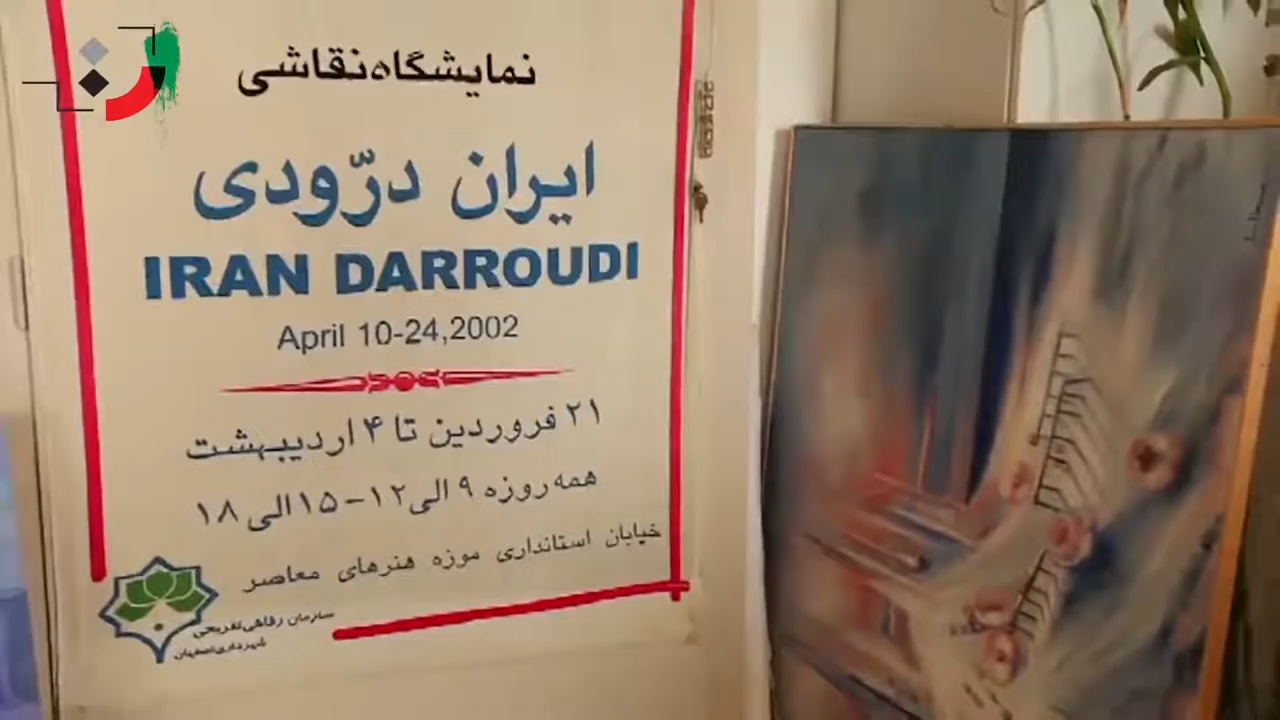 نمایشگاه نقاشی
ایران درّودی
IRAN DARROUDI
April 10-24,2002
۲۱ فروردین تا ۴ اردیبهشت
همه روزه ۹ الی ۱۲ - ۱۵ الی ۱۸
خیابان استانداری موزه هنرهای معاصر
سازمان رفاهی تفریحی
شهرداری اصفهان